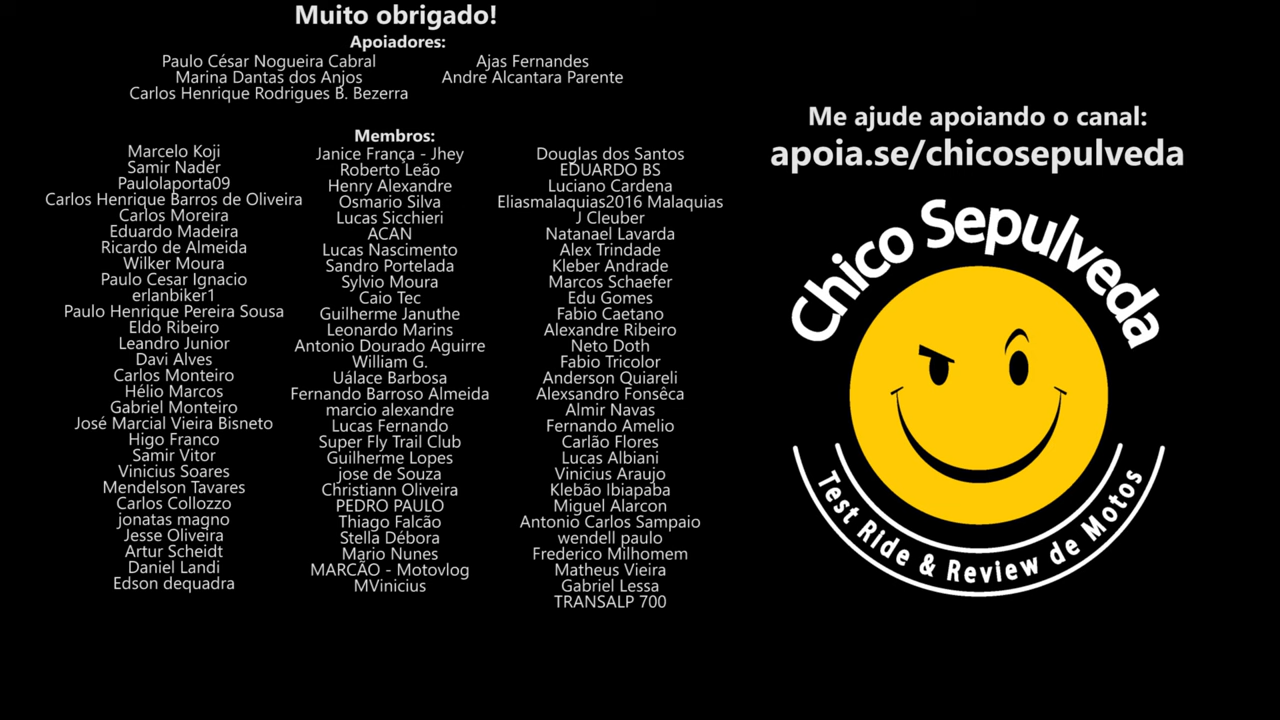 Muito obrigado!
Apoiadores:
Paulo César Nogueira Cabral
Marina Dantas dos Anjos
Carlos Henrique Rodrigues B. Bezerra
Ajas Fernandes
Andre Alcantara Parente
Membros:
Marcelo Koji
Samir Nader
Paulolaporta09
Carlos Henrique Barros de Oliveira
Carlos Moreira
Eduardo Madeira
Ricardo de Almeida
Wilker Moura
Paulo Cesar Ignacio
erlanbiker1
Paulo Henrique Pereira Sousa
Eldo Ribeiro
Leandro Junior
Davi Alves
Carlos Monteiro
Hélio Marcos
Gabriel Monteiro
José Marcial Vieira Bisneto
Higo Franco
Samir Vitor
Vinicius Soares
Mendelson Tavares
Carlos Collozzo
jonatas magno
Jesse Oliveira
Artur Scheidt
Daniel Landi
Edson dequadra
Janice França - Jhey
Roberto Leão
Henry Alexandre
Osmario Silva
Lucas Sicchieri
ACAN
Lucas Nascimento
Sandro Portelada
Sylvio Moura
Caio Tec
Guilherme Januthe
Leonardo Marins
Antonio Dourado Aguirre
William G.
Uálace Barbosa
Fernando Barroso Almeida
marcio alexandre
Lucas Fernando
Super Fly Trail Club
Guilherme Lopes
jose de Souza
Christiann Oliveira
PEDRO PAULO
Thiago Falcão
Stella Débora
Mario Nunes
MARCÃO - Motovlog
MVinicius
Douglas dos Santos
EDUARDO BS
Luciano Cardena
Eliasmalaquias2016 Malaquias
J Cleuber
Natanael Lavarda
Alex Trindade
Kleber Andrade
Marcos Schaefer
Edu Gomes
Fabio Caetano
Alexandre Ribeiro
Neto Doth
Fabio Tricolor
Anderson Quiareli
Alexsandro Fonsêca
Almir Navas
Fernando Amelio
Carlão Flores
Lucas Albiani
Vinicius Araujo
Klebão Ibiapaba
Miguel Alarcon
Antonio Carlos Sampaio
wendell paulo
Frederico Milhomem
Matheus Vieira
Gabriel Lessa
TRANSALP 700
Me ajude apoiando o canal:
apoia.se/chicosepulveda
Chico Sepulveda
Test Ride & Review de Motos